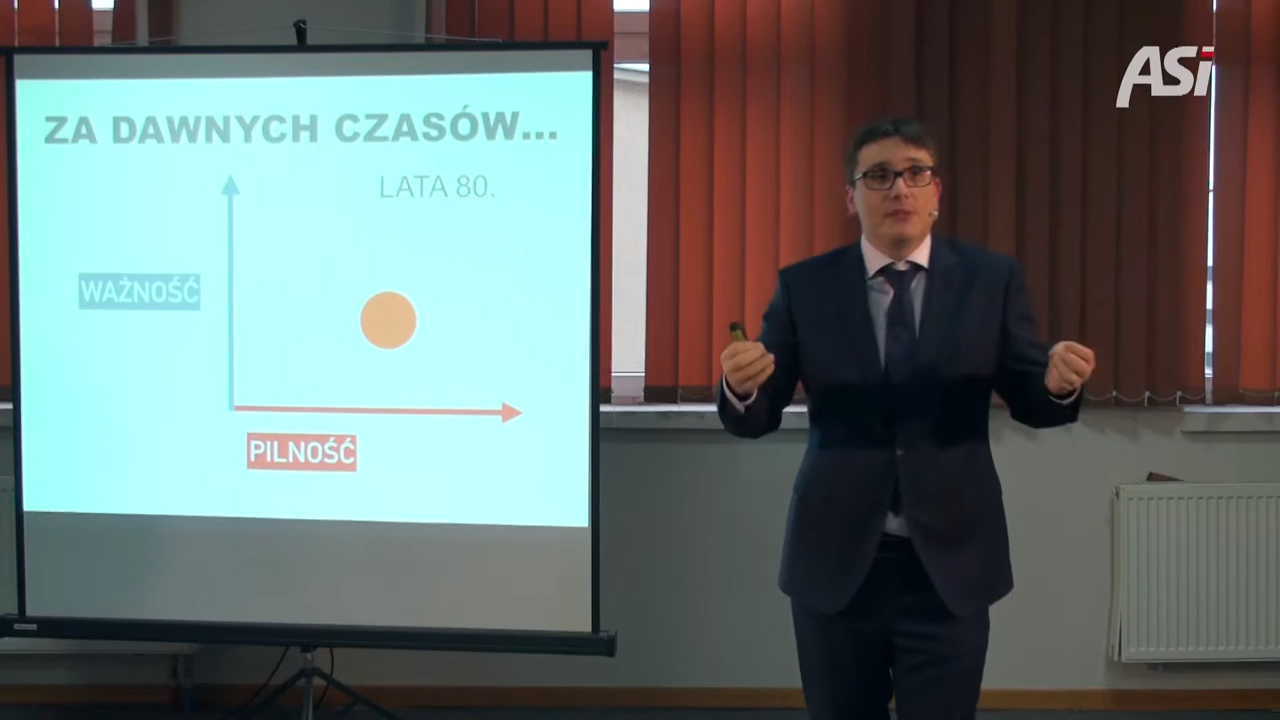 ZA DAWNYCH CZASÓW...
LATA 80.
WAŻNOŚĆ
PILNOŚĆ
ASi